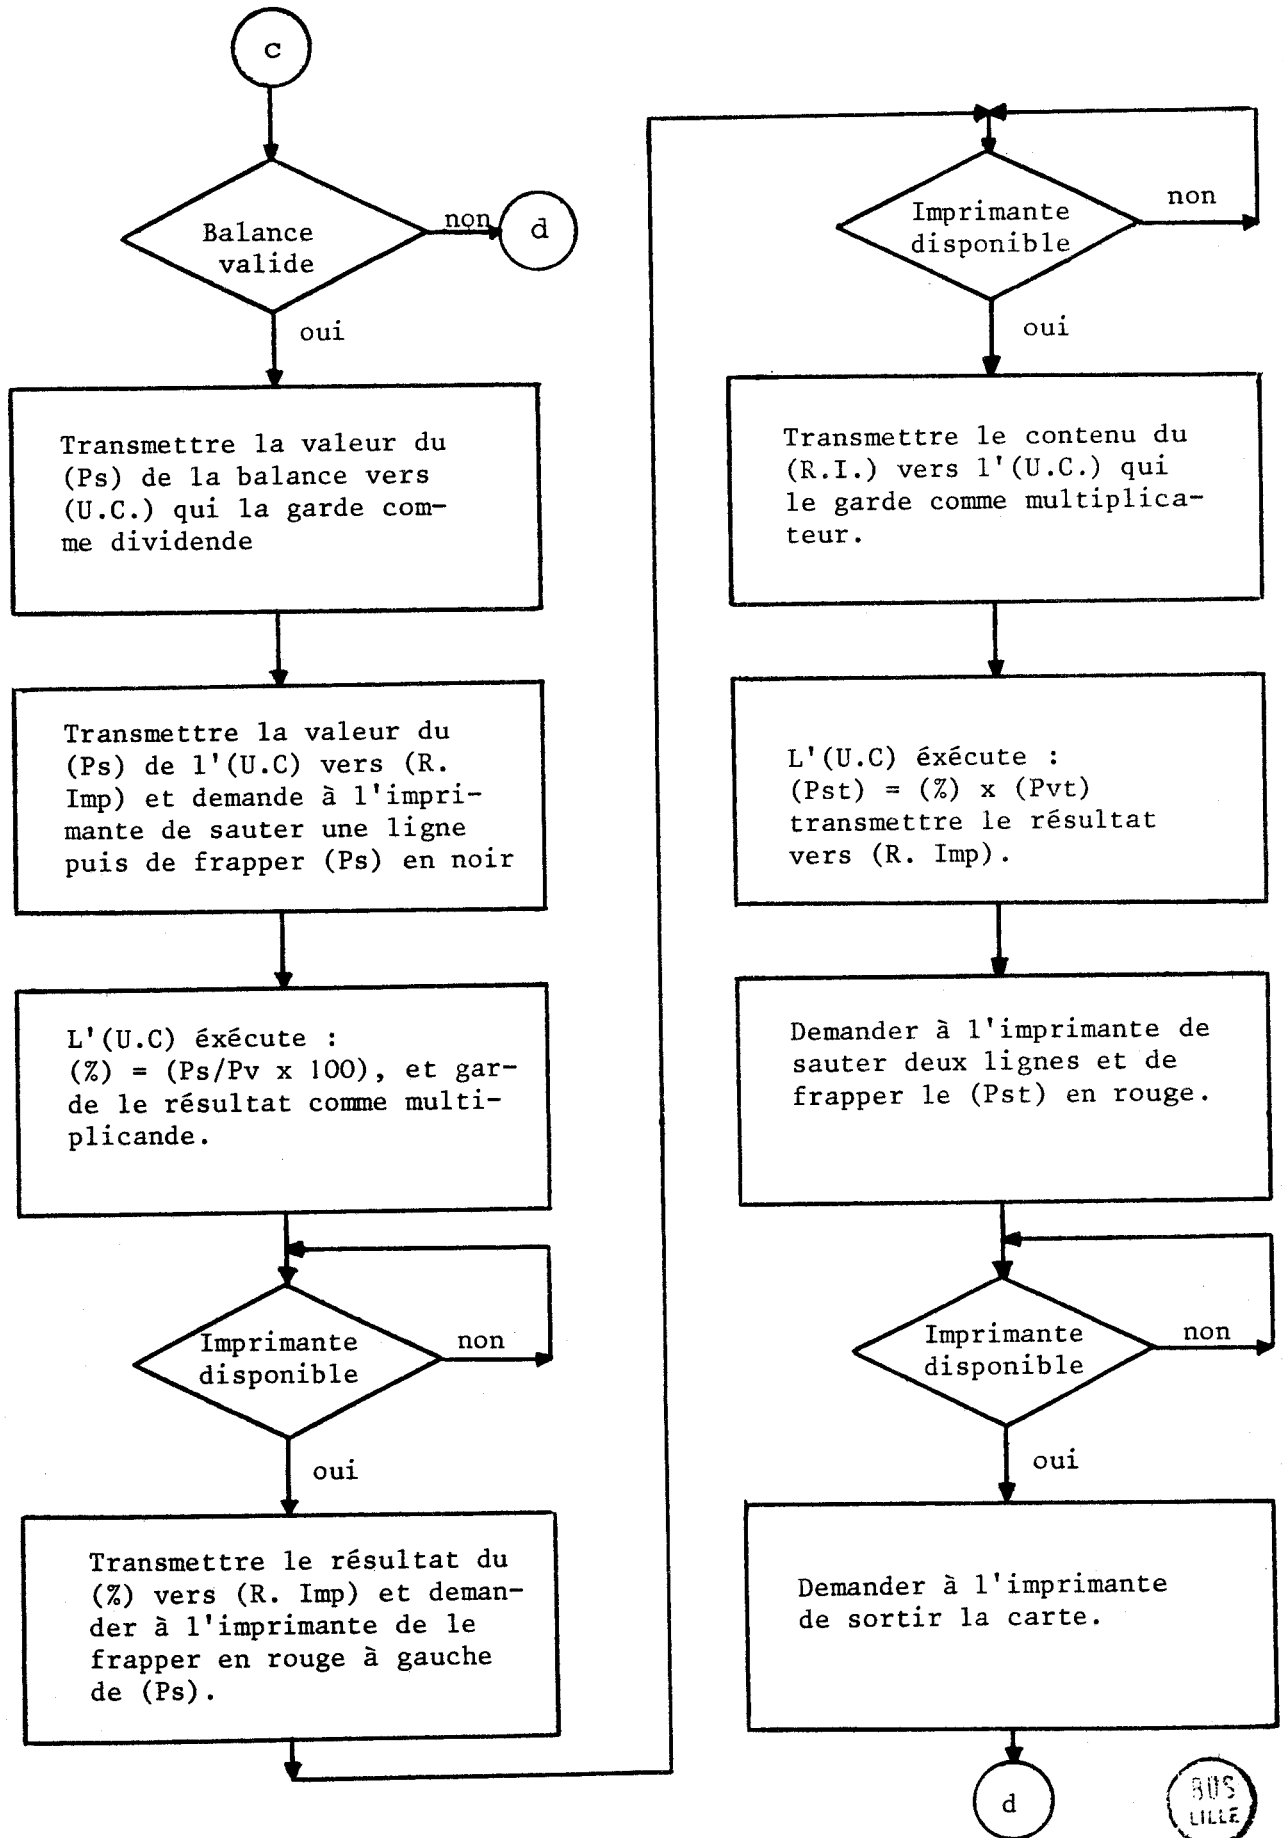 c
Balance
valide
non
d
oui
Transmettre la valeur du
(Ps) de la balance vers
(U.C.) qui la garde com-
me dividende
Transmettre la valeur du
(Ps) de l'(U.C) vers (R.
Imp) et demande à l'impri-
mante de sauter une ligne
puis de frapper (Ps) en noir
L'(U.C) éxécute :
(%) = (Ps/Pv x 100), et gar-
de le résultat comme multi-
plicande.
Imprimante
disponible
non
oui
Transmettre le résultat du
(%) vers (R. Imp) et deman-
der à l'imprimante de le
frapper en rouge à gauche
de (Ps).
Imprimante
disponible
non
oui
Transmettre le contenu du
(R.I.) vers l'(U.C.) qui
le garde comme multiplica-
teur.
L'(U.C) éxécute :
(Pst) = (%) x (Pvt)
transmettre le résultat
vers (R. Imp).
Demander à l'imprimante de
sauter deux lignes et de
frapper le (Pst) en rouge.
Imprimante
disponible
non
oui
Demander à l'imprimante
de sortir la carte.
d
BUS
LILLE